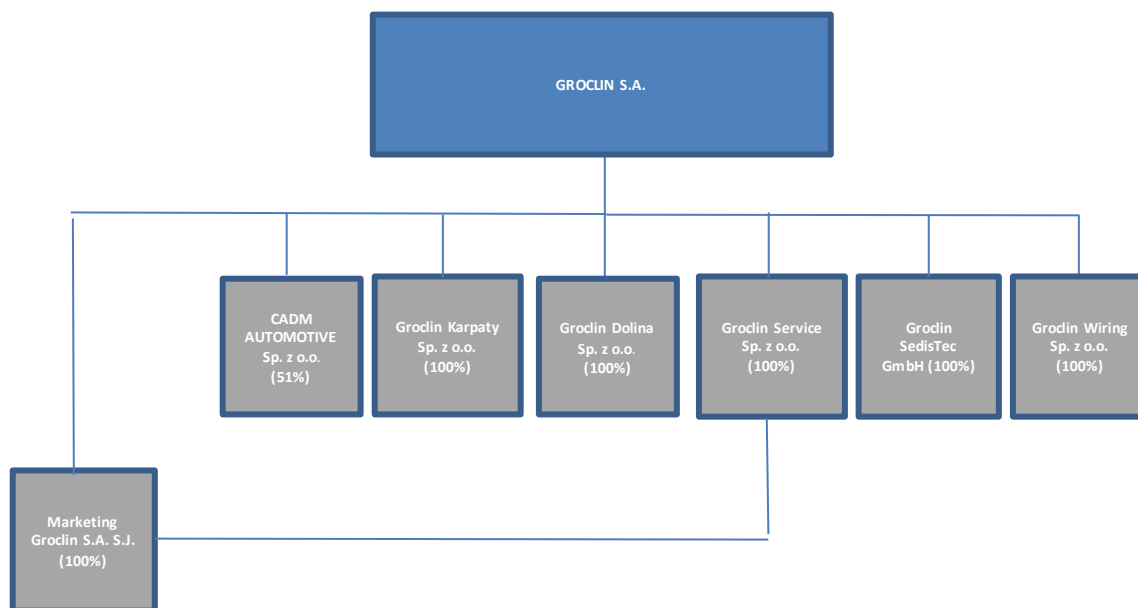 GROCLIN S.A.
CADM
AUTOMOTIVE
Sp. z o.o.
(51%)
Groclin Karpaty
Sp. z o.o.
(100%)
Groclin Dolina
Sp. z o.o.
(100%)
Groclin Service
Sp. z o.o.
(100%)
Groclin
SedisTec
GmbH (100%)
Groclin Wiring
Sp. z o.o.
(100%)
Marketing
Groclin S.A. S.J.
(100%)